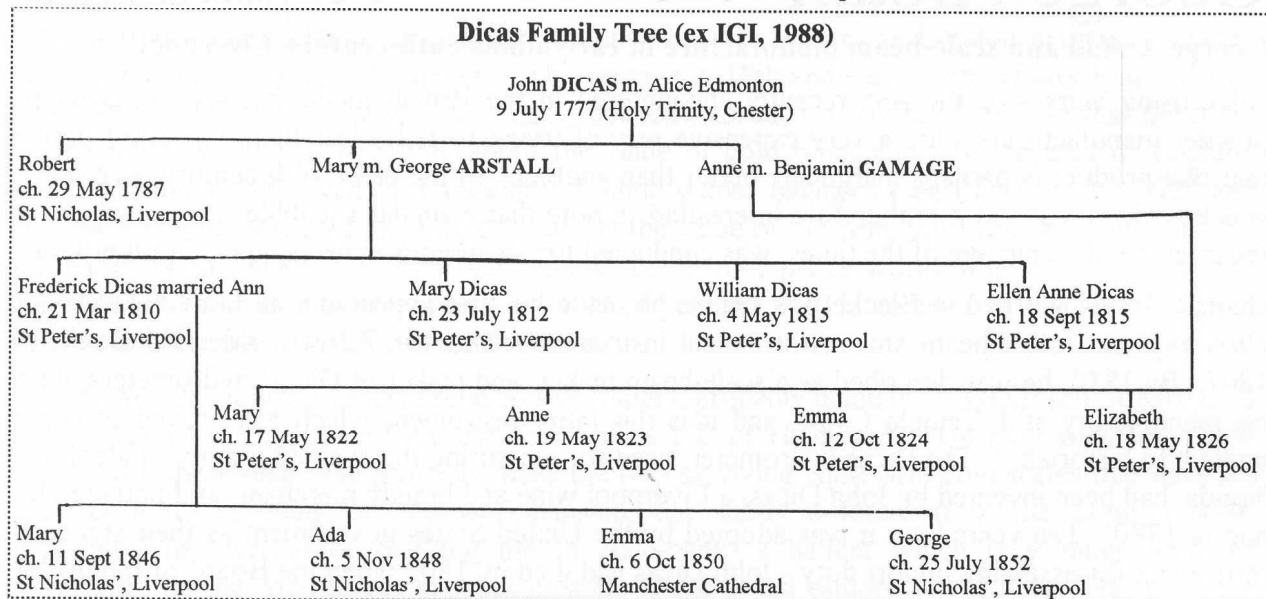 Dicas Family Tree (ex IGI, 1988)
John DICAS m. Alice Edmonton
9 July 1777 (Holy Trinity, Chester)
Robert
ch. 29 May 1787
St Nicholas, Liverpool
Mary m. George ARSTALL
Anne m. Benjamin GAMAGE
Frederick Dicas married Ann
ch. 21 Mar 1810
St Peter's, Liverpool
Mary Dicas
ch. 23 July 1812
St Peter's, Liverpool
William Dicas
ch. 4 May 1815
St Peter's, Liverpool
Ellen Anne Dicas
ch. 18 Sept 1815
St Peter's, Liverpool
Mary
ch. 17 May 1822
St Peter's, Liverpool
Anne
ch. 19 May 1823
St Peter's, Liverpool
Emma
ch. 12 Oct 1824
St Peter's, Liverpool
Elizabeth
ch. 18 May 1826
St Peter's, Liverpool
Mary
ch. 11 Sept 1846
St Nicholas', Liverpool
Ada
ch. 5 Nov 1848
St Nicholas', Liverpool
Emma
ch. 6 Oct 1850
Manchester Cathedral
George
ch. 25 July 1852
St Nicholas', Liverpool